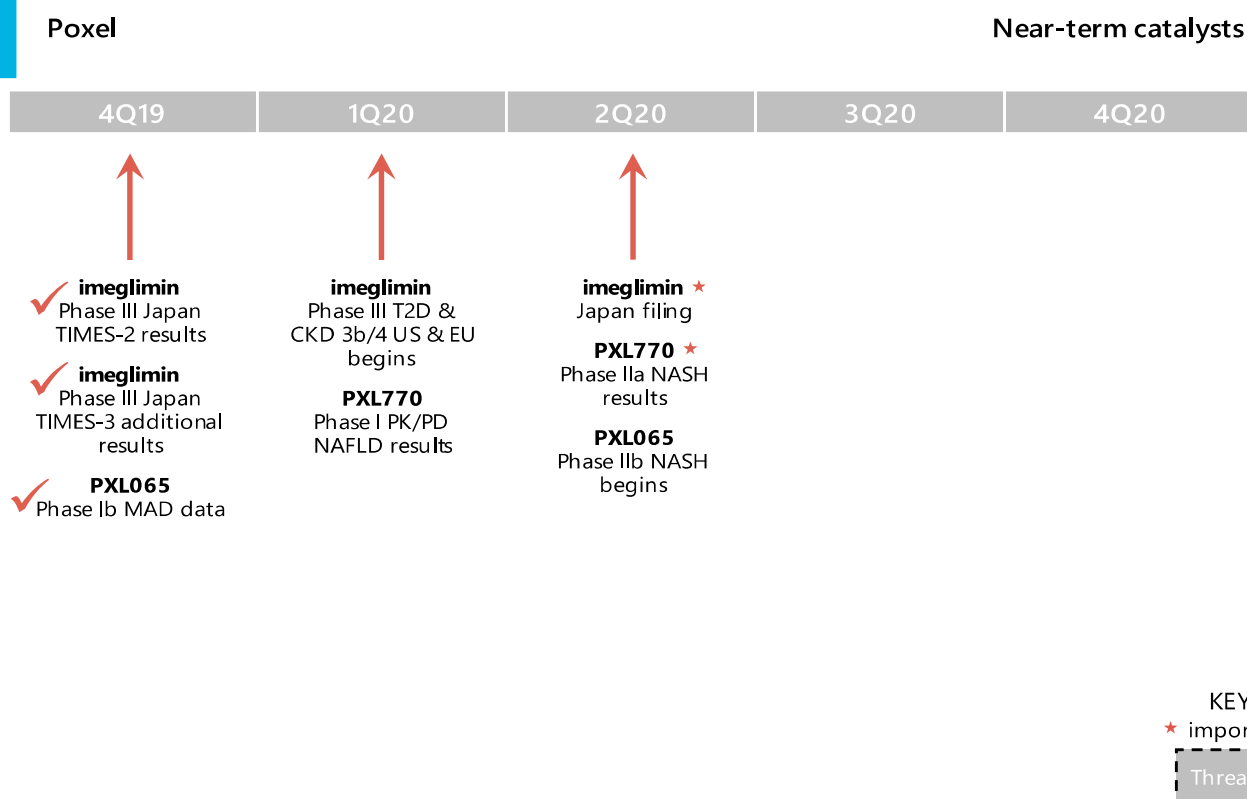 Poxel
Near-term catalysts
4Q19
1Q20
2Q20
3Q20
4Q20
imeglimin
Phase III Japan
TIMES-2 results
imeglimin
Phase III Japan
TIMES-3 additional
results
PXL065
Phase Ib MAD data
imeglimin
Phase III T2D &
CKD 3b/4 US & EU
begins
PXL770
Phase I PK/PD
NAFLD results
imeglimin ★
Japan filing
PXL770 ★
Phase IIa NASH
results
PXL065
Phase IIb NASH
begins
KEY
★